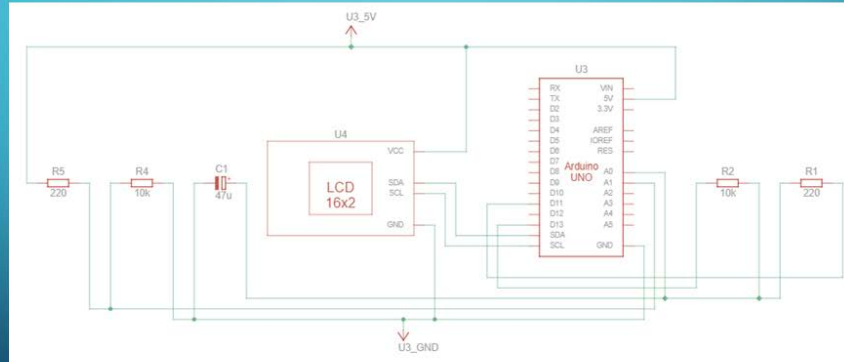 U3_5V
U3
RX
VIN
TX
5V
D2
3.3V
D3
D4
AREF
D5
IOREF
D6
RES
D7
D8
A0
D9
A1
D10
A2
D11
A3
D12
A4
D13
A5
SDA
SCL
GND
Arduino
UNO
U4
VCC
SDA
SCL
GND
LCD
16x2
R5
220
R4
10k
C1
+
47u
R2
10k
R1
220
U3_GND